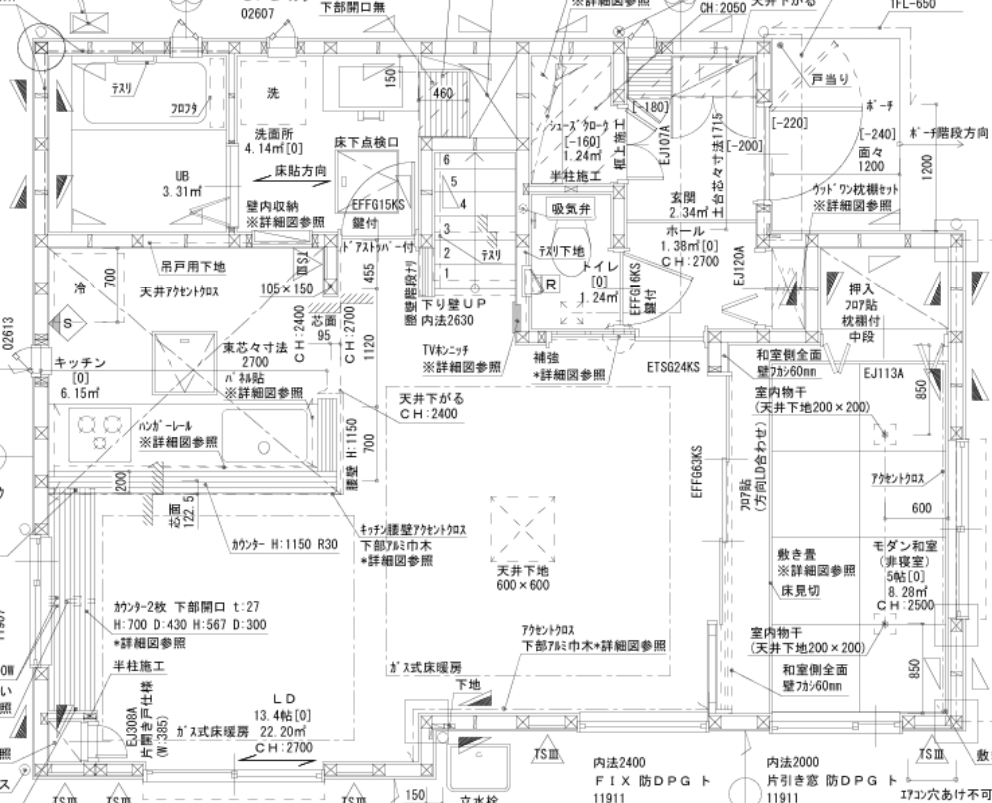 下部開口無
02607
※詳細図参照
CH:2050
天井下がる
1FL-650
テスリ
フロフタ
洗
150
460
戸当り
ポーチ
[-240]
面々
1200
ポーチ階段方向
1200
[-220]
[-180]
[-200]
シューズクローク
[-160]
1.24㎡
半柱施工
框上施工
EJ107A
上台芯々寸法1715
洗面所
4.14㎡[0]
床下点検口
床貼方向
UB
3.31㎡
壁内収納
※詳細図参照
EFFG15KS
鍵付
6
5
4
3
2
1
テスリ
吸気弁
テスリ下地
R
トイレ
[0]
1.24㎡
EFFG16KS
鍵付
玄関
2.34㎡
ホール
1.38㎡[0]
CH:2700
EJ120A
ウッドワン枕棚セット
※詳細図参照
ドアストッパー付
吊戸用下地
天井アクセントクロス
冷
700
S
TSⅢ
105×150
455
腰壁階段ナリ
下り壁UP
内法2630
芯面
95
CH:2400
CH:2700
1120
東芯々寸法
2700
パネル貼
※詳細図参照
02613
キッチン
[0]
6.15㎡
ハンガーレール
※詳細図参照
TVホンニッチ
※詳細図参照
補強
*詳細図参照
ETSG24KS
和室側全面
壁フカシ60mm
押入
フロア貼
枕棚付
中段
EJ113A
850
室内物干
(天井下地200×200)
天井下がる
CH:2400
腰壁 H:1150
700
200
芯面
122.5
カウンター H:1150 R30
キッチン腰壁アクセントクロス
下部アルミ巾木
*詳細図参照
天井下地
600×600
EFFG63KS
フロア貼
(方向LD合わせ)
アクセントクロス
600
敷き畳
※詳細図参照
床見切
モダン和室
(非寝室)
5帖[0]
8.28㎡
CH:2500
カウンター2枚 下部開口 t:27
H:700 D:430 H:567 D:300
*詳細図参照
半柱施工
アクセントクロス
下部アルミ巾木*詳細図参照
ガス式床暖房
下地
室内物干
(天井下地200×200)
和室側全面
壁フカシ60mm
850
EJ308A
片開き戸仕様
(W:385)
LD
13.4帖[0]
22.20㎡
CH:2700
ガス式床暖房
TSⅢ
TSⅢ
TSⅢ
TSⅢ
TSⅢ
150
立水栓
内法2400
FIX 防DPG ト
11911
内法2000
片引き窓 防DPG ト
11911
エアコン穴あけ不可